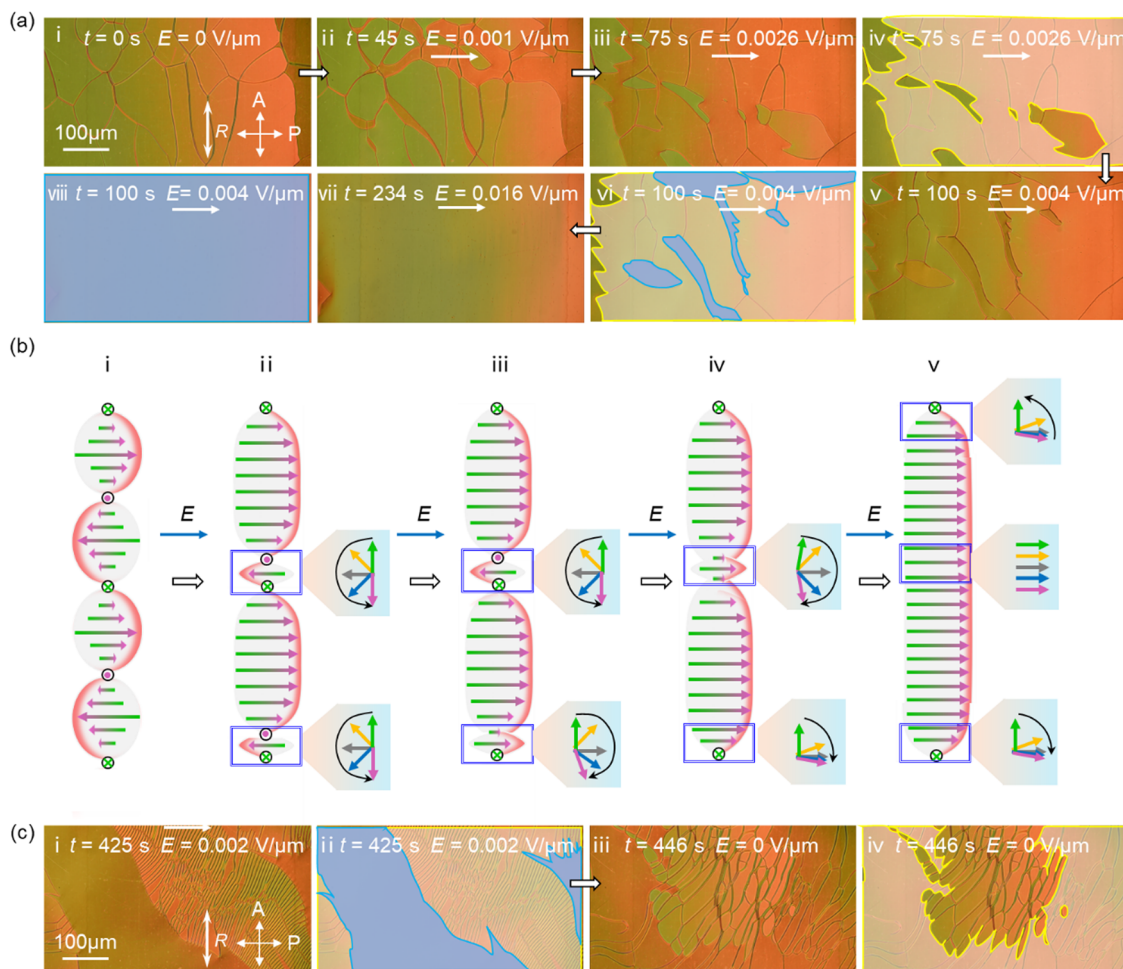 (a)
i t = 0 s E = 0 V/μm
ii t = 45 s E = 0.001 V/μm
iii t = 75 s E = 0.0026 V/μm
iv t = 75 s E = 0.0026 V/μm
A
R
P
100μm
viii t = 100 s E = 0.004 V/μm
vii t = 234 s E = 0.016 V/μm
vi t = 100 s E = 0.004 V/μm
v t = 100 s E = 0.004 V/μm
(b)
i
ii
iii
iv
v
E
E
E
E
(c)
i t = 425 s E = 0.002 V/μm
ii t = 425 s E = 0.002 V/μm
iii t = 446 s E = 0 V/μm
iv t = 446 s E = 0 V/μm
A
R
P
100μm